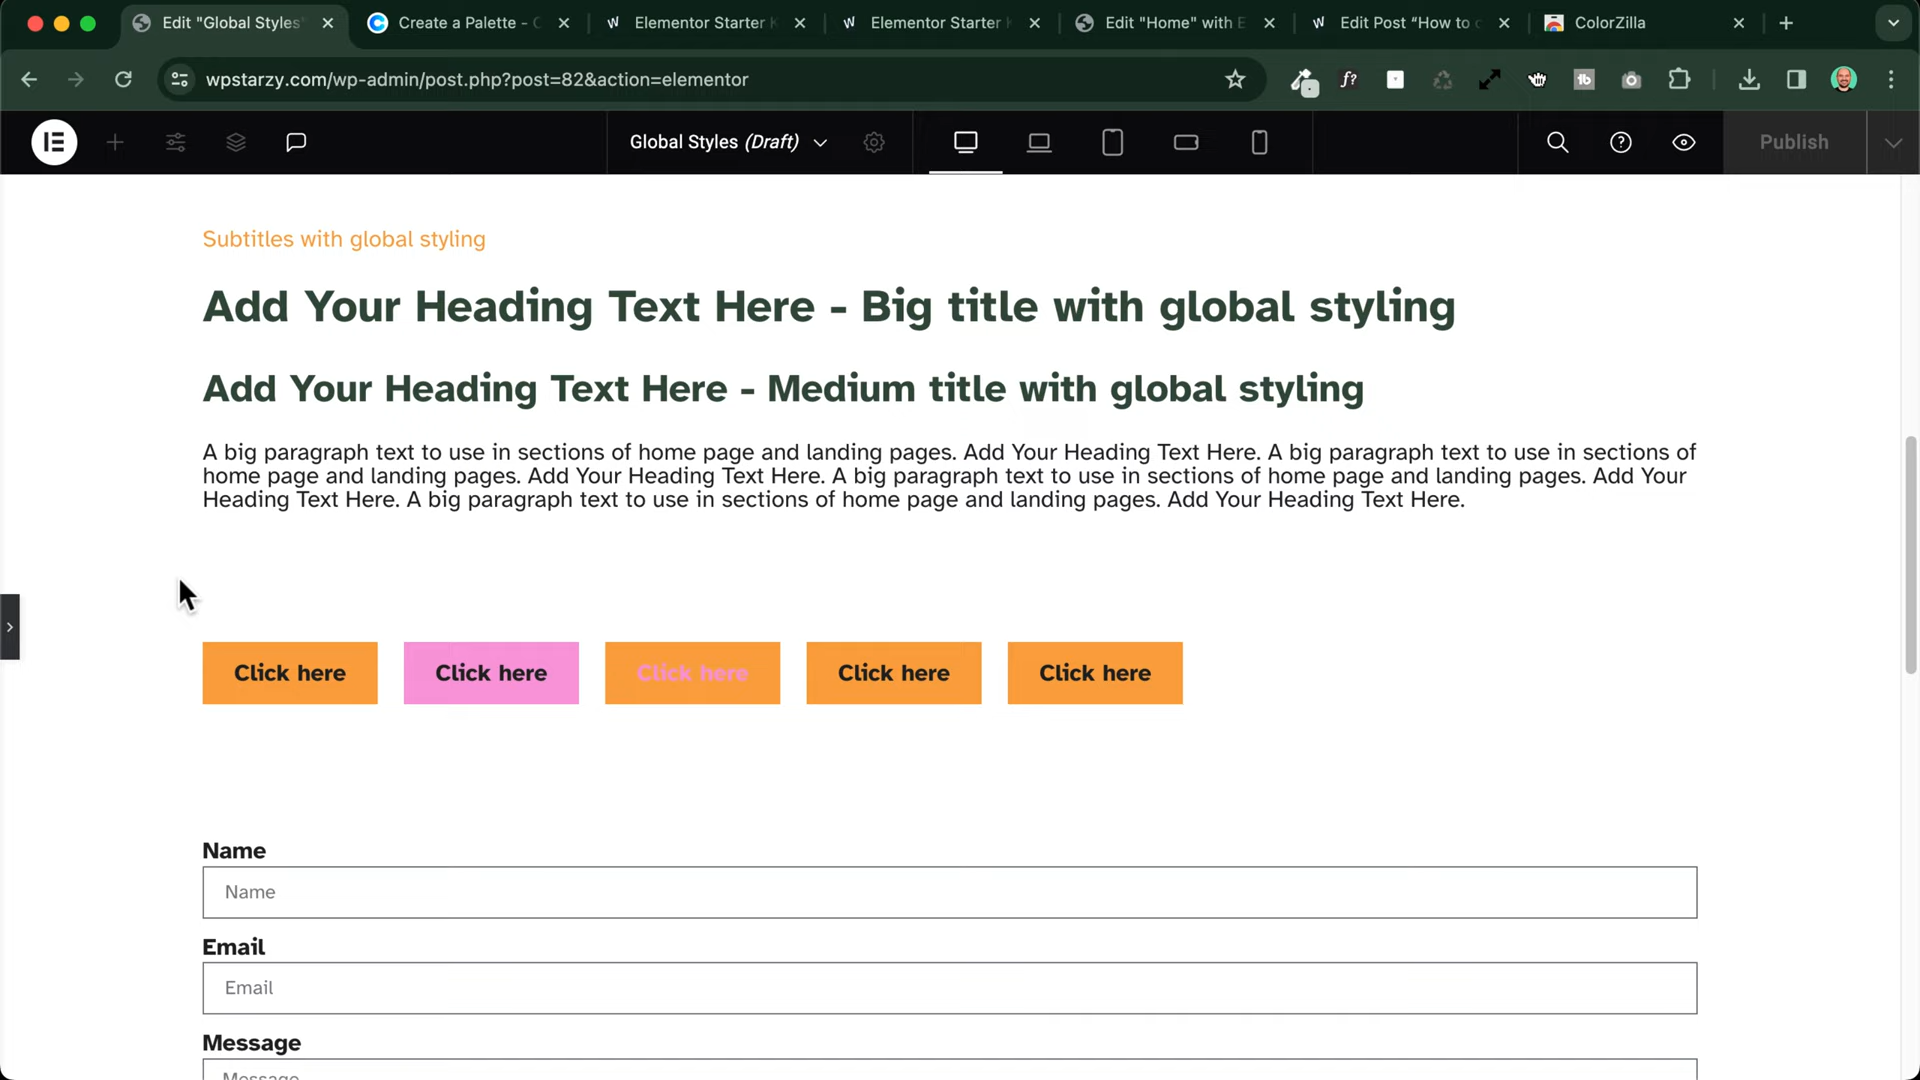 Edit "Global Styles"
Create a Palette - C
Elementor Starter K
Elementor Starter K
Edit "Home" with E
Edit Post “How to c
ColorZilla
wpstarzy.com/wp-admin/post.php?post=82&action=elementor
f?
tb
Global Styles (Draft)
Publish
Subtitles with global styling
Add Your Heading Text Here - Big title with global styling
Add Your Heading Text Here - Medium title with global styling
A big paragraph text to use in sections of home page and landing pages. Add Your Heading Text Here. A big paragraph text to use in sections of
home page and landing pages. Add Your Heading Text Here. A big paragraph text to use in sections of home page and landing pages. Add Your
Heading Text Here. A big paragraph text to use in sections of home page and landing pages. Add Your Heading Text Here.
Click here
Click here
Click here
Click here
Click here
Name
Name
Email
Email
Message
Message